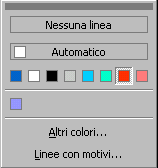 Nessuna linea
Automatico
Altri colori...
Linee con motivi...